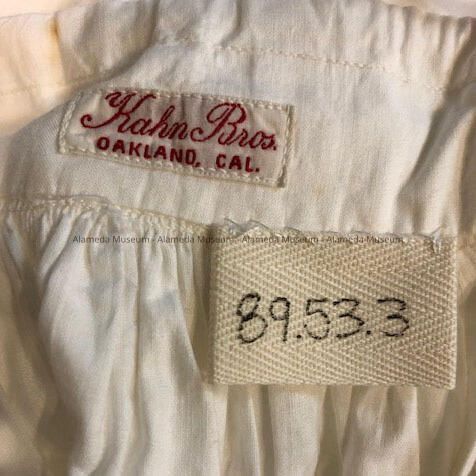 Kahn Bros.
OAKLAND, CAL.
Alameda Museum - Alameda Museum - Alameda Museum - Alameda Museum
89.53.3